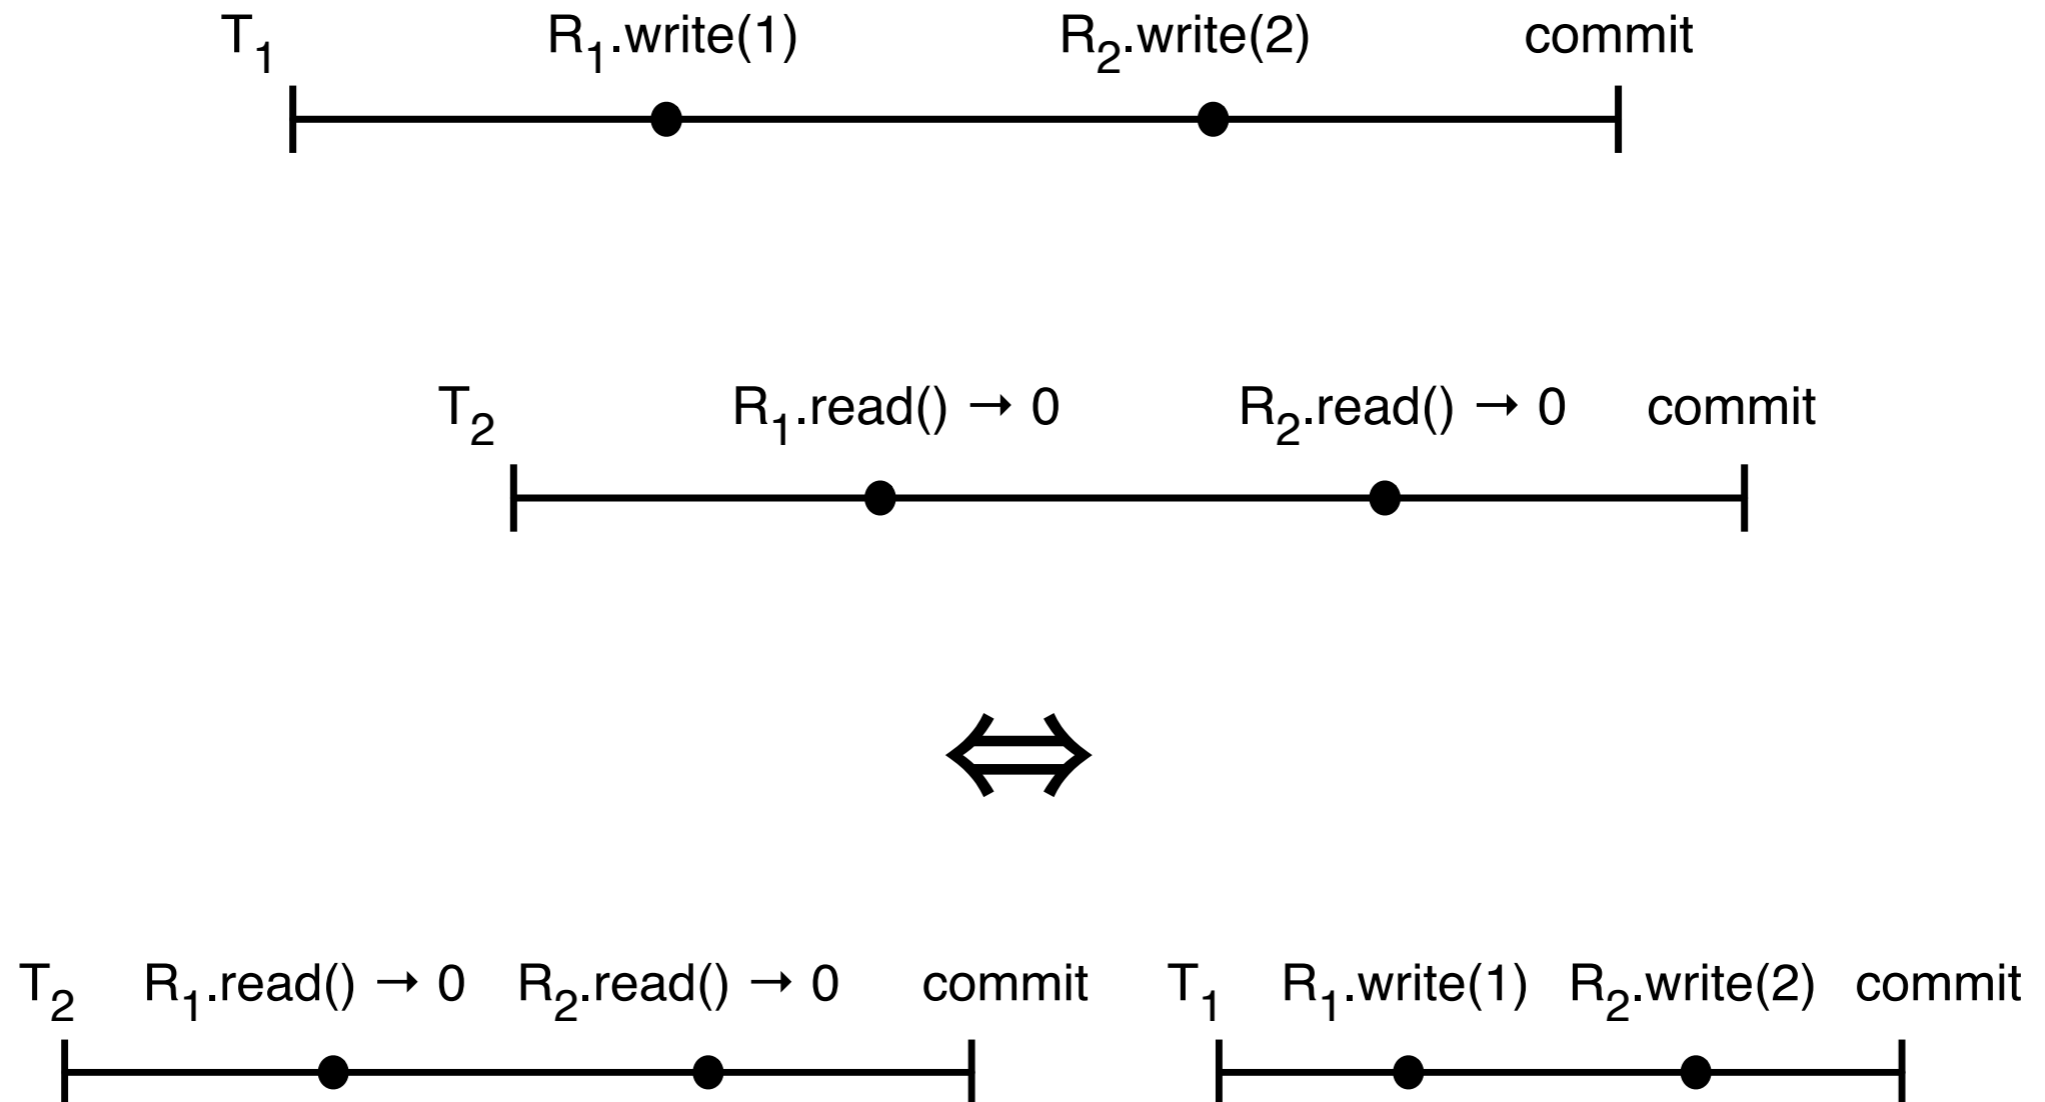 T₁ R₁.write(1) R₂.write(2) commit
T₂ R₁.read() → 0 R₂.read() → 0 commit
T₂ R₁.read() → 0 R₂.read() → 0 commit T₁ R₁.write(1) R₂.write(2) commit